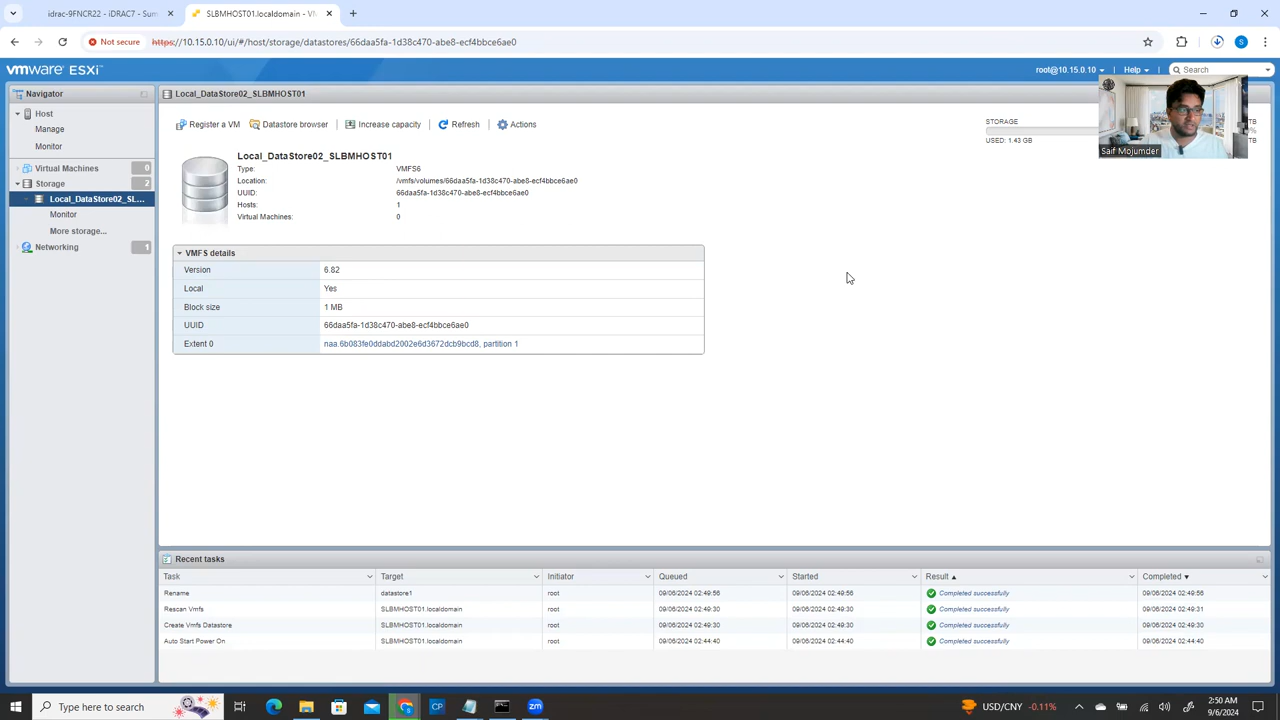 idrac-9FNCR22 - iDRAC7 - Sum
SLBMHOST01.localdomain - VM
Not secure
https://10.15.0.10/ui/#/host/storage/datastores/66daa5fa-1d38c470-abe8-ecf4bbce6ae0
S
vmware ESXi
root@10.15.0.10
Help
Search
Navigator
Local_DataStore02_SLBMHOST01
Host
Manage
Monitor
Virtual Machines
0
Storage
2
Local_DataStore02_SL...
Monitor
More storage...
Networking
1
Register a VM
Datastore browser
Increase capacity
Refresh
Actions
STORAGE
USED: 1.43 GB
TB
TB
Saif Mojumder
Local_DataStore02_SLBMHOST01
Type: VMFS6
Location: /vmfs/volumes/66daa5fa-1d38c470-abe8-ecf4bbce6ae0
UUID: 66daa5fa-1d38c470-abe8-ecf4bbce6ae0
Hosts: 1
Virtual Machines: 0
VMFS details
Version 6.82
Local Yes
Block size 1 MB
UUID 66daa5fa-1d38c470-abe8-ecf4bbce6ae0
Extent 0 naa.6b083fe0ddabd2002e6d3672dcb9bcd8, partition 1
Recent tasks
Task Target Initiator Queued Started Result Completed
Rename datastore1 root 09/06/2024 02:49:56 09/06/2024 02:49:56 Completed successfully 09/06/2024 02:49:56
Rescan Vmfs SLBMHOST01.localdomain root 09/06/2024 02:49:30 09/06/2024 02:49:30 Completed successfully 09/06/2024 02:49:31
Create Vmfs Datastore SLBMHOST01.localdomain root 09/06/2024 02:49:30 09/06/2024 02:49:30 Completed successfully 09/06/2024 02:49:30
Auto Start Power On SLBMHOST01.localdomain root 09/06/2024 02:44:40 09/06/2024 02:44:40 Completed successfully 09/06/2024 02:44:40
Type here to search
CP
zm
USD/CNY -0.11%
2:50 AM
9/6/2024